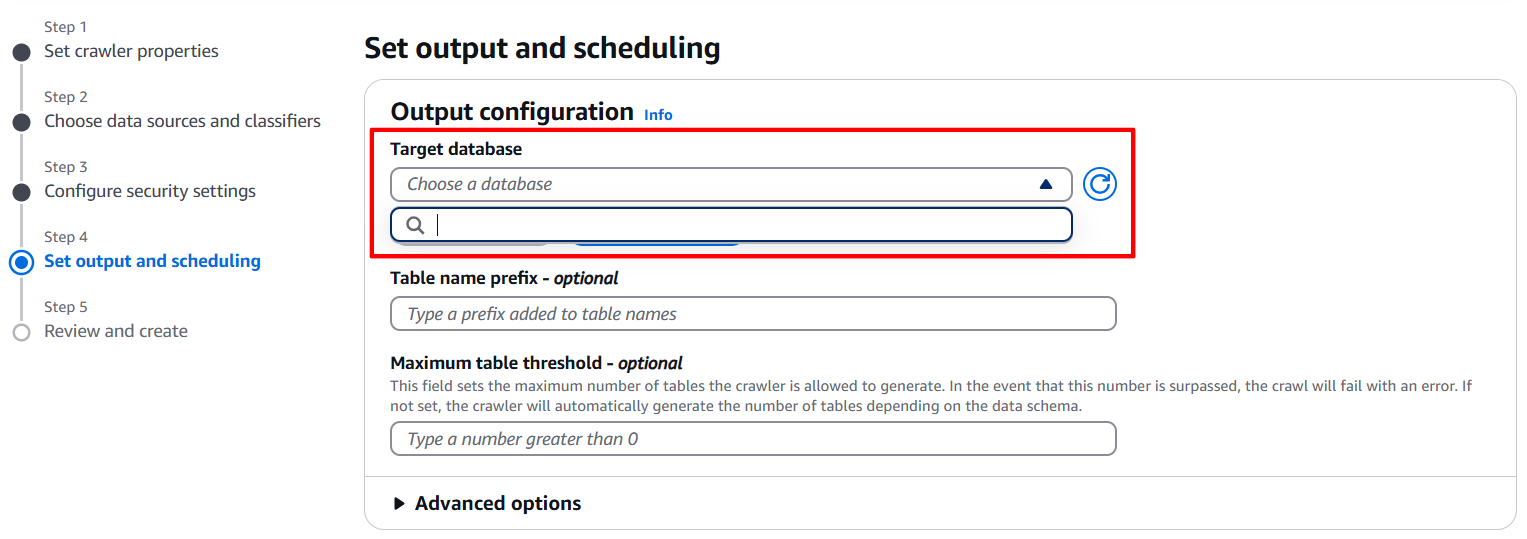 Step 1
Set crawler properties
Step 2
Choose data sources and classifiers
Step 3
Configure security settings
Step 4
Set output and scheduling
Step 5
Review and create
Set output and scheduling
Output configuration Info
Target database
Choose a database
Table name prefix - optional
Type a prefix added to table names
Maximum table threshold - optional
This field sets the maximum number of tables the crawler is allowed to generate. In the event that this number is surpassed, the crawl will fail with an error. If
not set, the crawler will automatically generate the number of tables depending on the data schema.
Type a number greater than 0
Advanced options